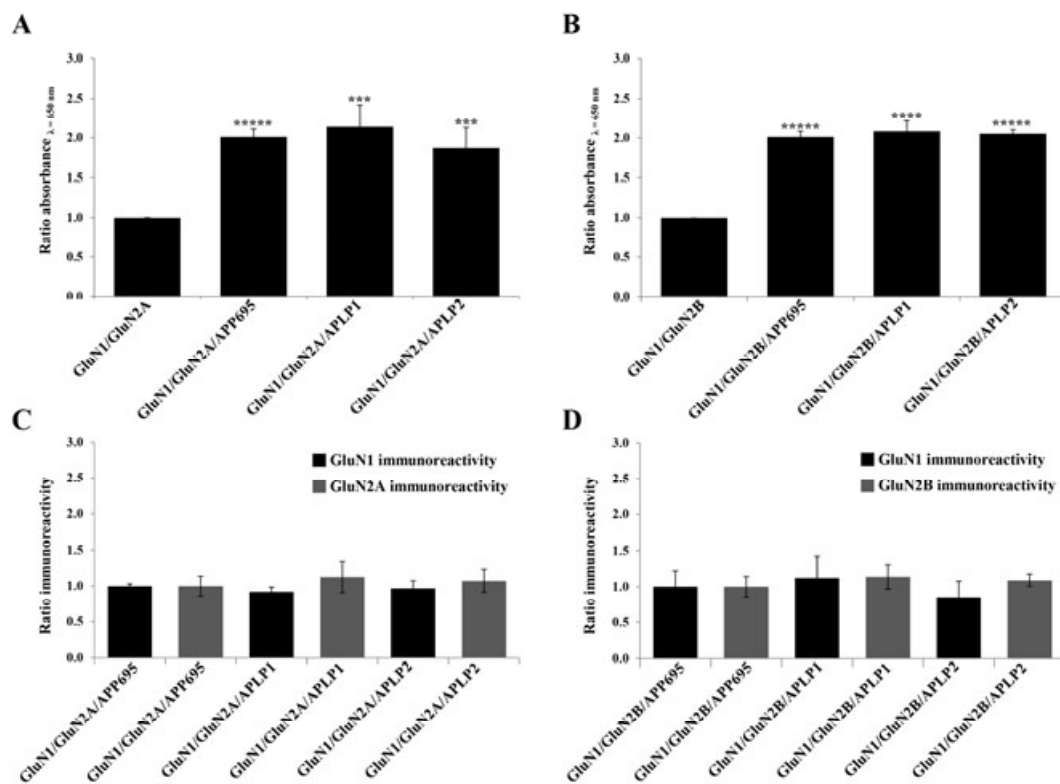 A
Ratio absorbance λ = 650 nm
3.0
2.5
2.0
1.5
1.0
0.5
0.0
*****
***
***
GluN1/GluN2A
GluN1/GluN2A/APP695
GluN1/GluN2A/APLP1
GluN1/GluN2A/APLP2
B
Ratio absorbance λ = 650 nm
3.0
2.5
2.0
1.5
1.0
0.5
0.0
*****
****
*****
GluN1/GluN2B
GluN1/GluN2B/APP695
GluN1/GluN2B/APLP1
GluN1/GluN2B/APLP2
C
Ratio immunoreactivity
3.0
2.5
2.0
1.5
1.0
0.5
0.0
GluN1 immunoreactivity
GluN2A immunoreactivity
GluN1/GluN2A/APP695
GluN1/GluN2A/APP695
GluN1/GluN2A/APLP1
GluN1/GluN2A/APLP1
GluN1/GluN2A/APLP2
GluN1/GluN2A/APLP2
D
Ratio immunoreactivity
3.0
2.5
2.0
1.5
1.0
0.5
0.0
GluN1 immunoreactivity
GluN2B immunoreactivity
GluN1/GluN2B/APP695
GluN1/GluN2B/APP695
GluN1/GluN2B/APLP1
GluN1/GluN2B/APLP1
GluN1/GluN2B/APLP2
GluN1/GluN2B/APLP2